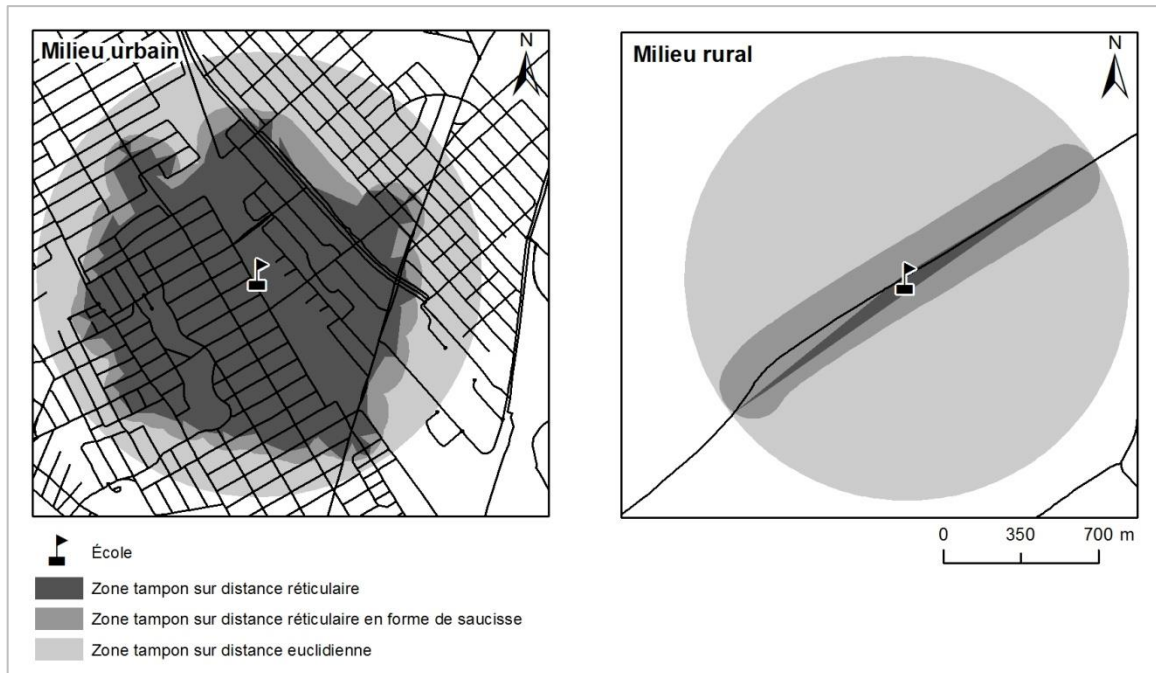 Milieu urbain
N
Milieu rural
N
0 350 700 m
École
Zone tampon sur distance réticulaire
Zone tampon sur distance réticulaire en forme de saucisse
Zone tampon sur distance euclidienne